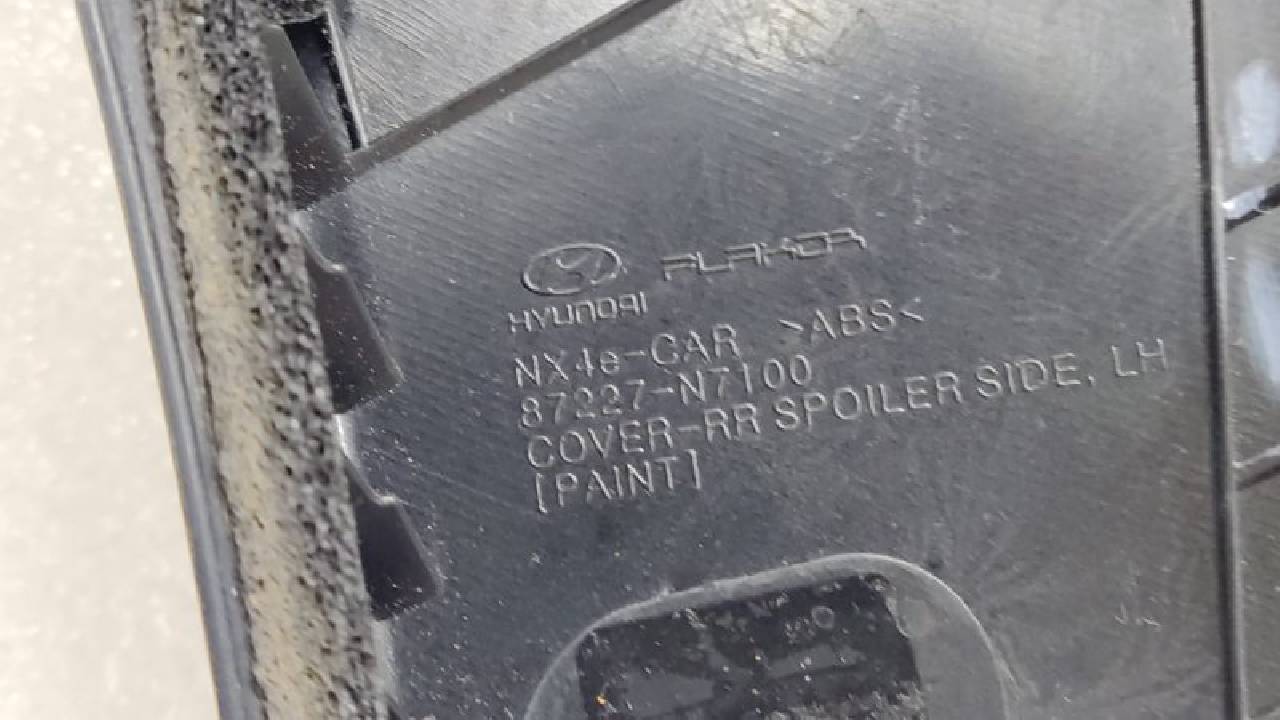 PLAKOR
HYUNDAI
NX4e-CAR >ABS<
87227-N7100
COVER-RR SPOILER SIDE, LH
[PAINT]